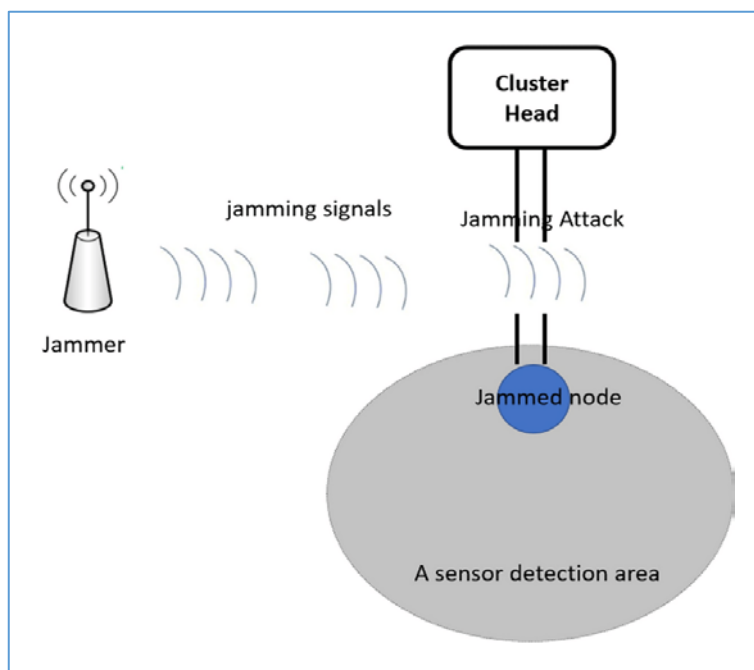 Cluster
Head
jamming signals
Jamming Attack
Jammer
Jammed node
A sensor detection area